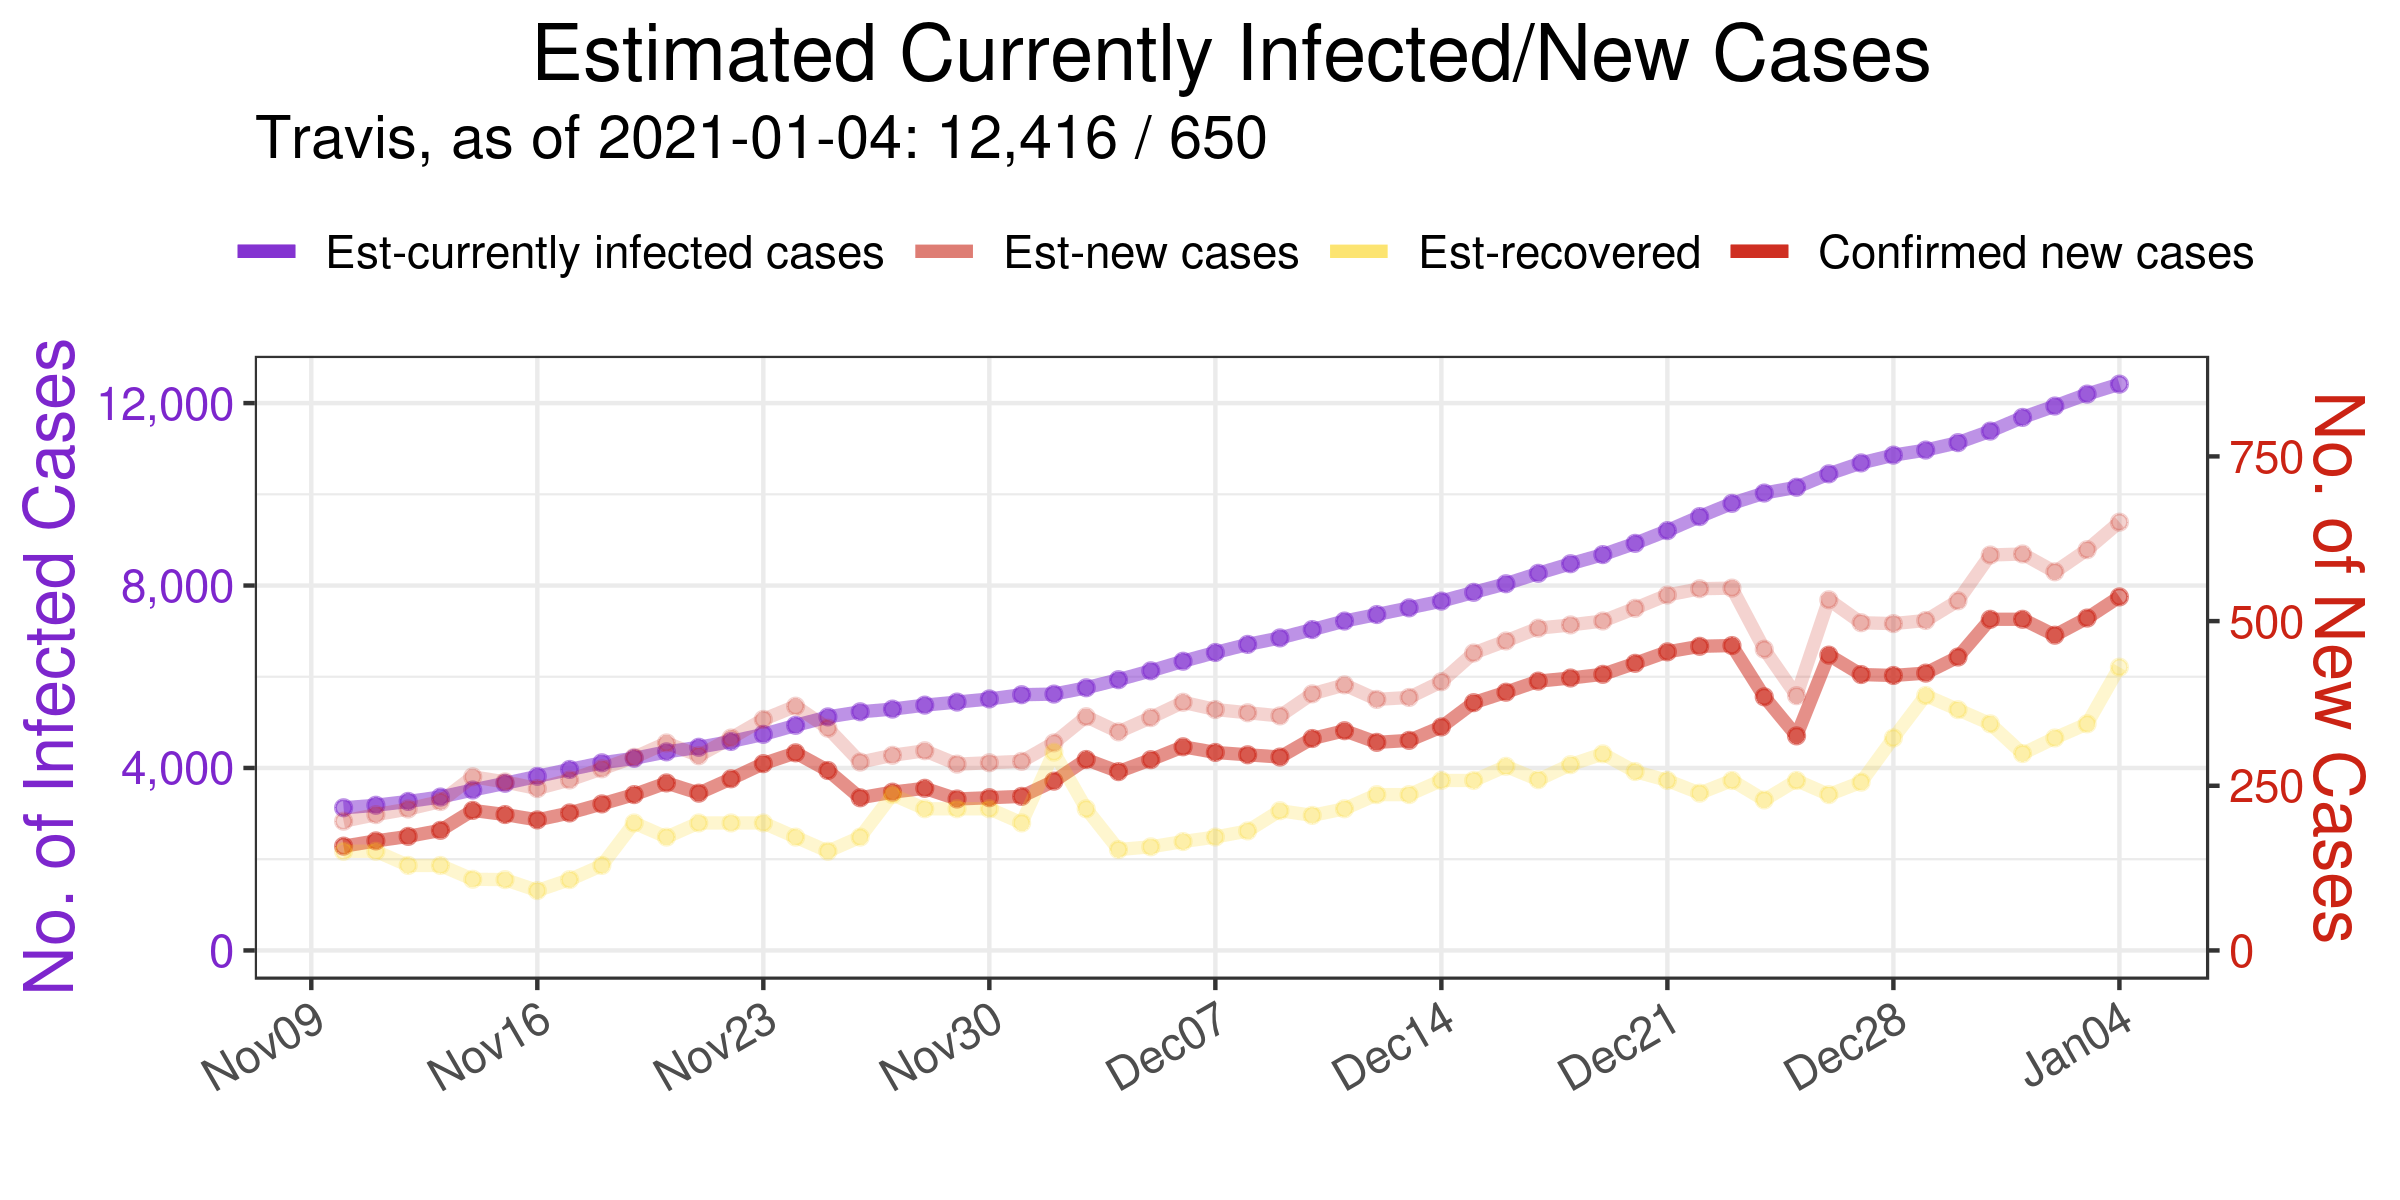 Estimated Currently Infected/New Cases
Travis, as of 2021-01-04: 12,416 / 650
Est-currently infected cases Est-new cases Est-recovered Confirmed new cases
No. of Infected Cases
12,000
8,000
4,000
0
750
500
250
0
No. of New Cases
Nov09 Nov16 Nov23 Nov30 Dec07 Dec14 Dec21 Dec28 Jan04